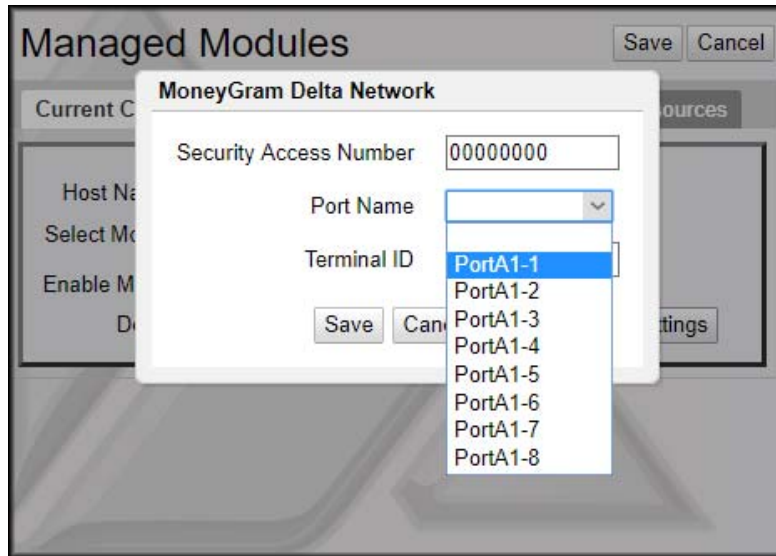 Managed Modules
Save Cancel
MoneyGram Delta Network
Current C
ources
Security Access Number 00000000
Host Na
Port Name
Select Mo
Terminal ID
PortA1-1
Enable M
PortA1-2
D
Save Can
PortA1-3
ttings
PortA1-4
PortA1-5
PortA1-6
PortA1-7
PortA1-8